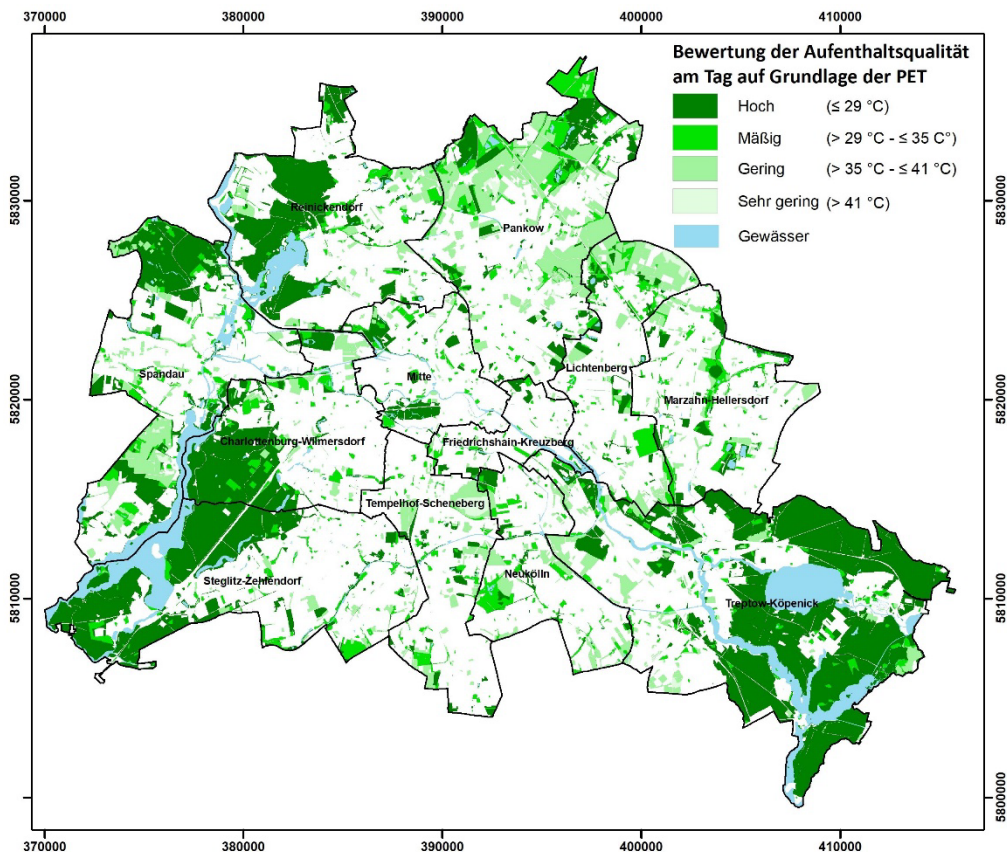 370000 380000 390000 400000 410000
Bewertung der Aufenthaltsqualität
am Tag auf Grundlage der PET
Hoch (≤ 29 °C)
Mäßig (> 29 °C - ≤ 35 C°)
Gering (> 35 °C - ≤ 41 °C)
Sehr gering (> 41 °C)
Gewässer
5830000 5830000
Reinickendorf
Pankow
Spandau
Mitte
Lichtenberg
5820000 5820000
Marzahn-Hellersdorf
Charlottenburg-Wilmersdorf
Friedrichshain-Kreuzberg
Tempelhof-Scheneberg
Steglitz-Zehlendorf
Neukölln
5810000 5810000
Treptow-Köpenick
5800000 5800000
370000 380000 390000 400000 410000